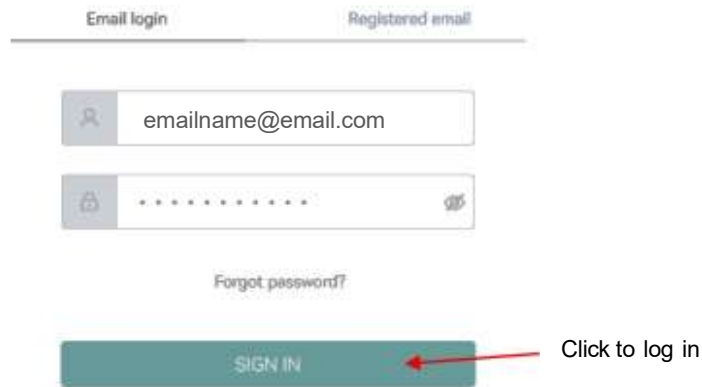 Email login
Registered email
emailname@email.com
Forgot password?
SIGN IN
Click to log in